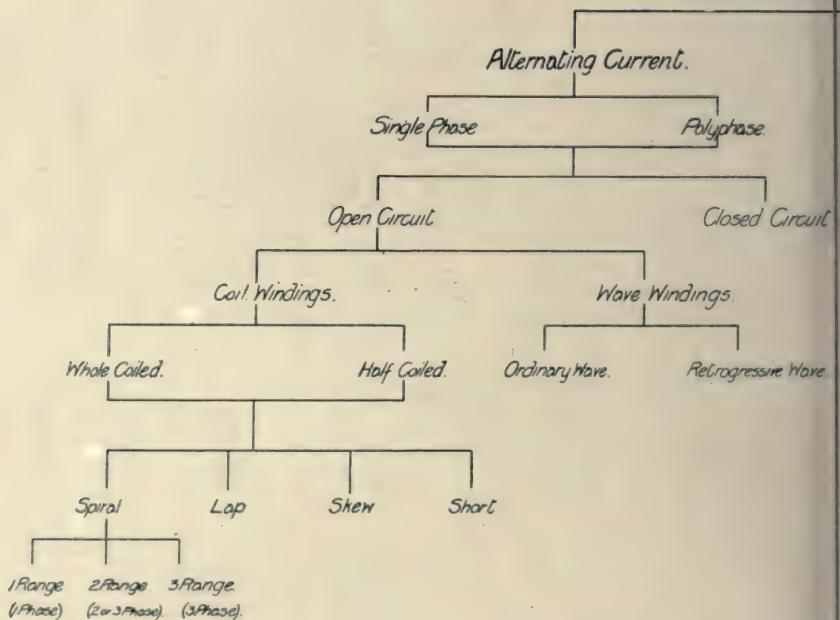 Alternating Current.
Single Phase Polyphase.
Open Circuit Closed Circuit
Coil Windings. Wave Windings.
Whole Coiled. Half Coiled. Ordinary Wave. Retrogressive Wave
Spiral Lap Skew Short
1 Range 2 Range 3 Range.
(1 Phase) (2 or 3 Phase). (3 Phase).